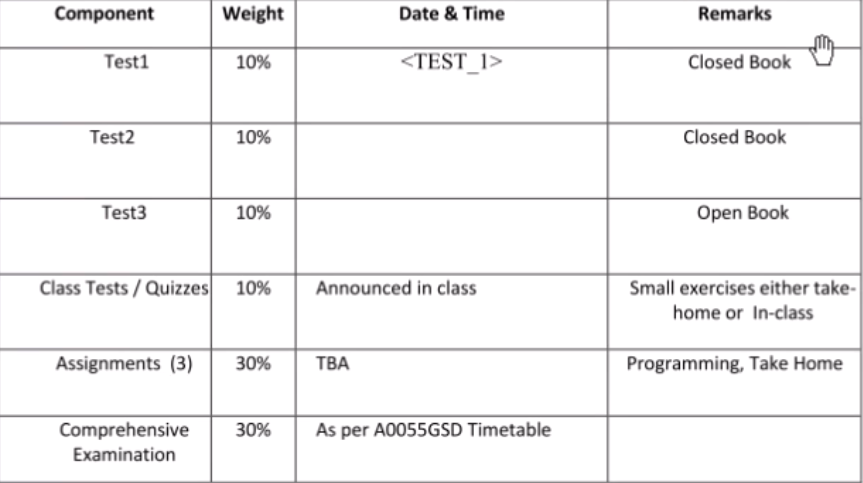 Component Weight Date & Time Remarks
Test1 10% <TEST_1> Closed Book
Test2 10% Closed Book
Test3 10% Open Book
Class Tests / Quizzes 10% Announced in class Small exercises either take-
home or In-class
Assignments (3) 30% TBA Programming, Take Home
Comprehensive 30% As per A0055GSD Timetable
Examination